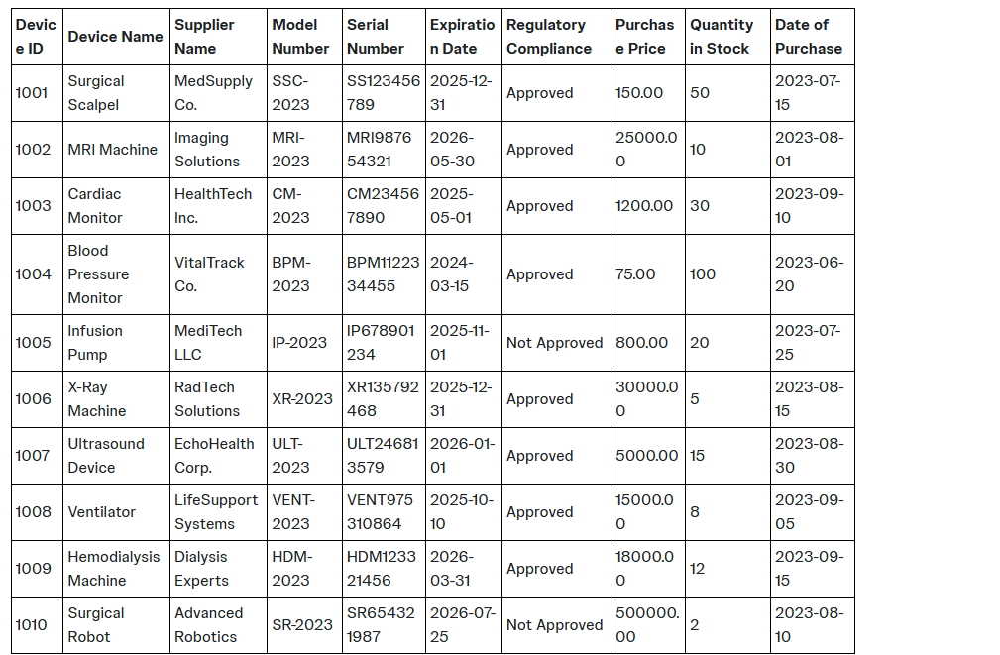 Device ID | Device Name | Supplier Name | Model Number | Serial Number | Expiration Date | Regulatory Compliance | Purchase Price | Quantity in Stock | Date of Purchase
1001 | Surgical Scalpel | MedSupply Co. | SSC-2023 | SS123456789 | 2025-12-31 | Approved | 150.00 | 50 | 2023-07-15
1002 | MRI Machine | Imaging Solutions | MRI-2023 | MRI987654321 | 2026-05-30 | Approved | 25000.00 | 10 | 2023-08-01
1003 | Cardiac Monitor | HealthTech Inc. | CM-2023 | CM234567890 | 2025-05-01 | Approved | 1200.00 | 30 | 2023-09-10
1004 | Blood Pressure Monitor | VitalTrack Co. | BPM-2023 | BPM1122334455 | 2024-03-15 | Approved | 75.00 | 100 | 2023-06-20
1005 | Infusion Pump | MediTech LLC | IP-2023 | IP678901234 | 2025-11-01 | Not Approved | 800.00 | 20 | 2023-07-25
1006 | X-Ray Machine | RadTech Solutions | XR-2023 | XR135792468 | 2025-12-31 | Approved | 30000.00 | 5 | 2023-08-15
1007 | Ultrasound Device | EchoHealth Corp. | ULT-2023 | ULT246813579 | 2026-01-01 | Approved | 5000.00 | 15 | 2023-08-30
1008 | Ventilator | LifeSupport Systems | VENT-2023 | VENT975310864 | 2025-10-10 | Approved | 15000.00 | 8 | 2023-09-05
1009 | Hemodialysis Machine | Dialysis Experts | HDM-2023 | HDM123321456 | 2026-03-31 | Approved | 18000.00 | 12 | 2023-09-15
1010 | Surgical Robot | Advanced Robotics | SR-2023 | SR654321987 | 2026-07-25 | Not Approved | 500000.00 | 2 | 2023-08-10